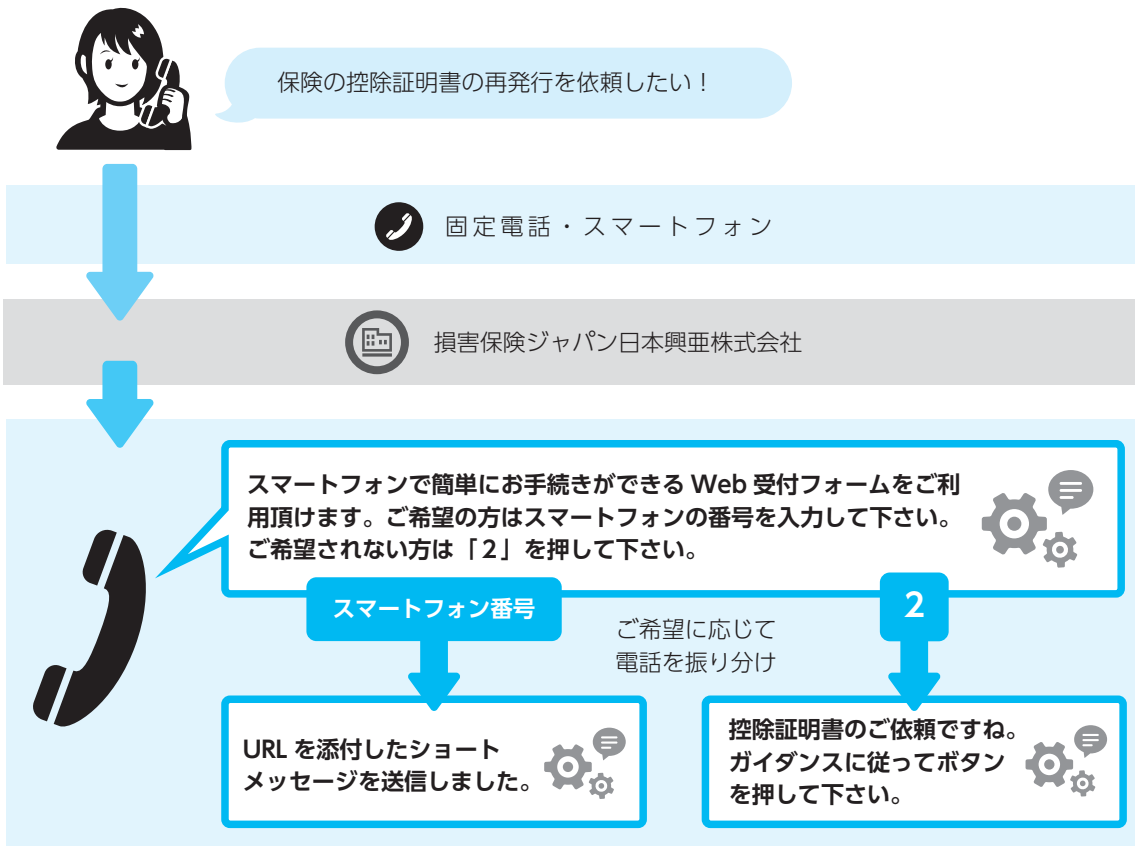 保険の控除証明書の再発行を依頼したい！
固定電話・スマートフォン
損害保険ジャパン日本興亜株式会社
スマートフォンで簡単にお手続きができる Web 受付フォームをご利
用頂けます。ご希望の方はスマートフォンの番号を入力して下さい。
ご希望されない方は「2」を押して下さい。
スマートフォン番号
2
ご希望に応じて
電話を振り分け
URL を添付したショート
メッセージを送信しました。
控除証明書のご依頼ですね。
ガイダンスに従ってボタン
を押して下さい。